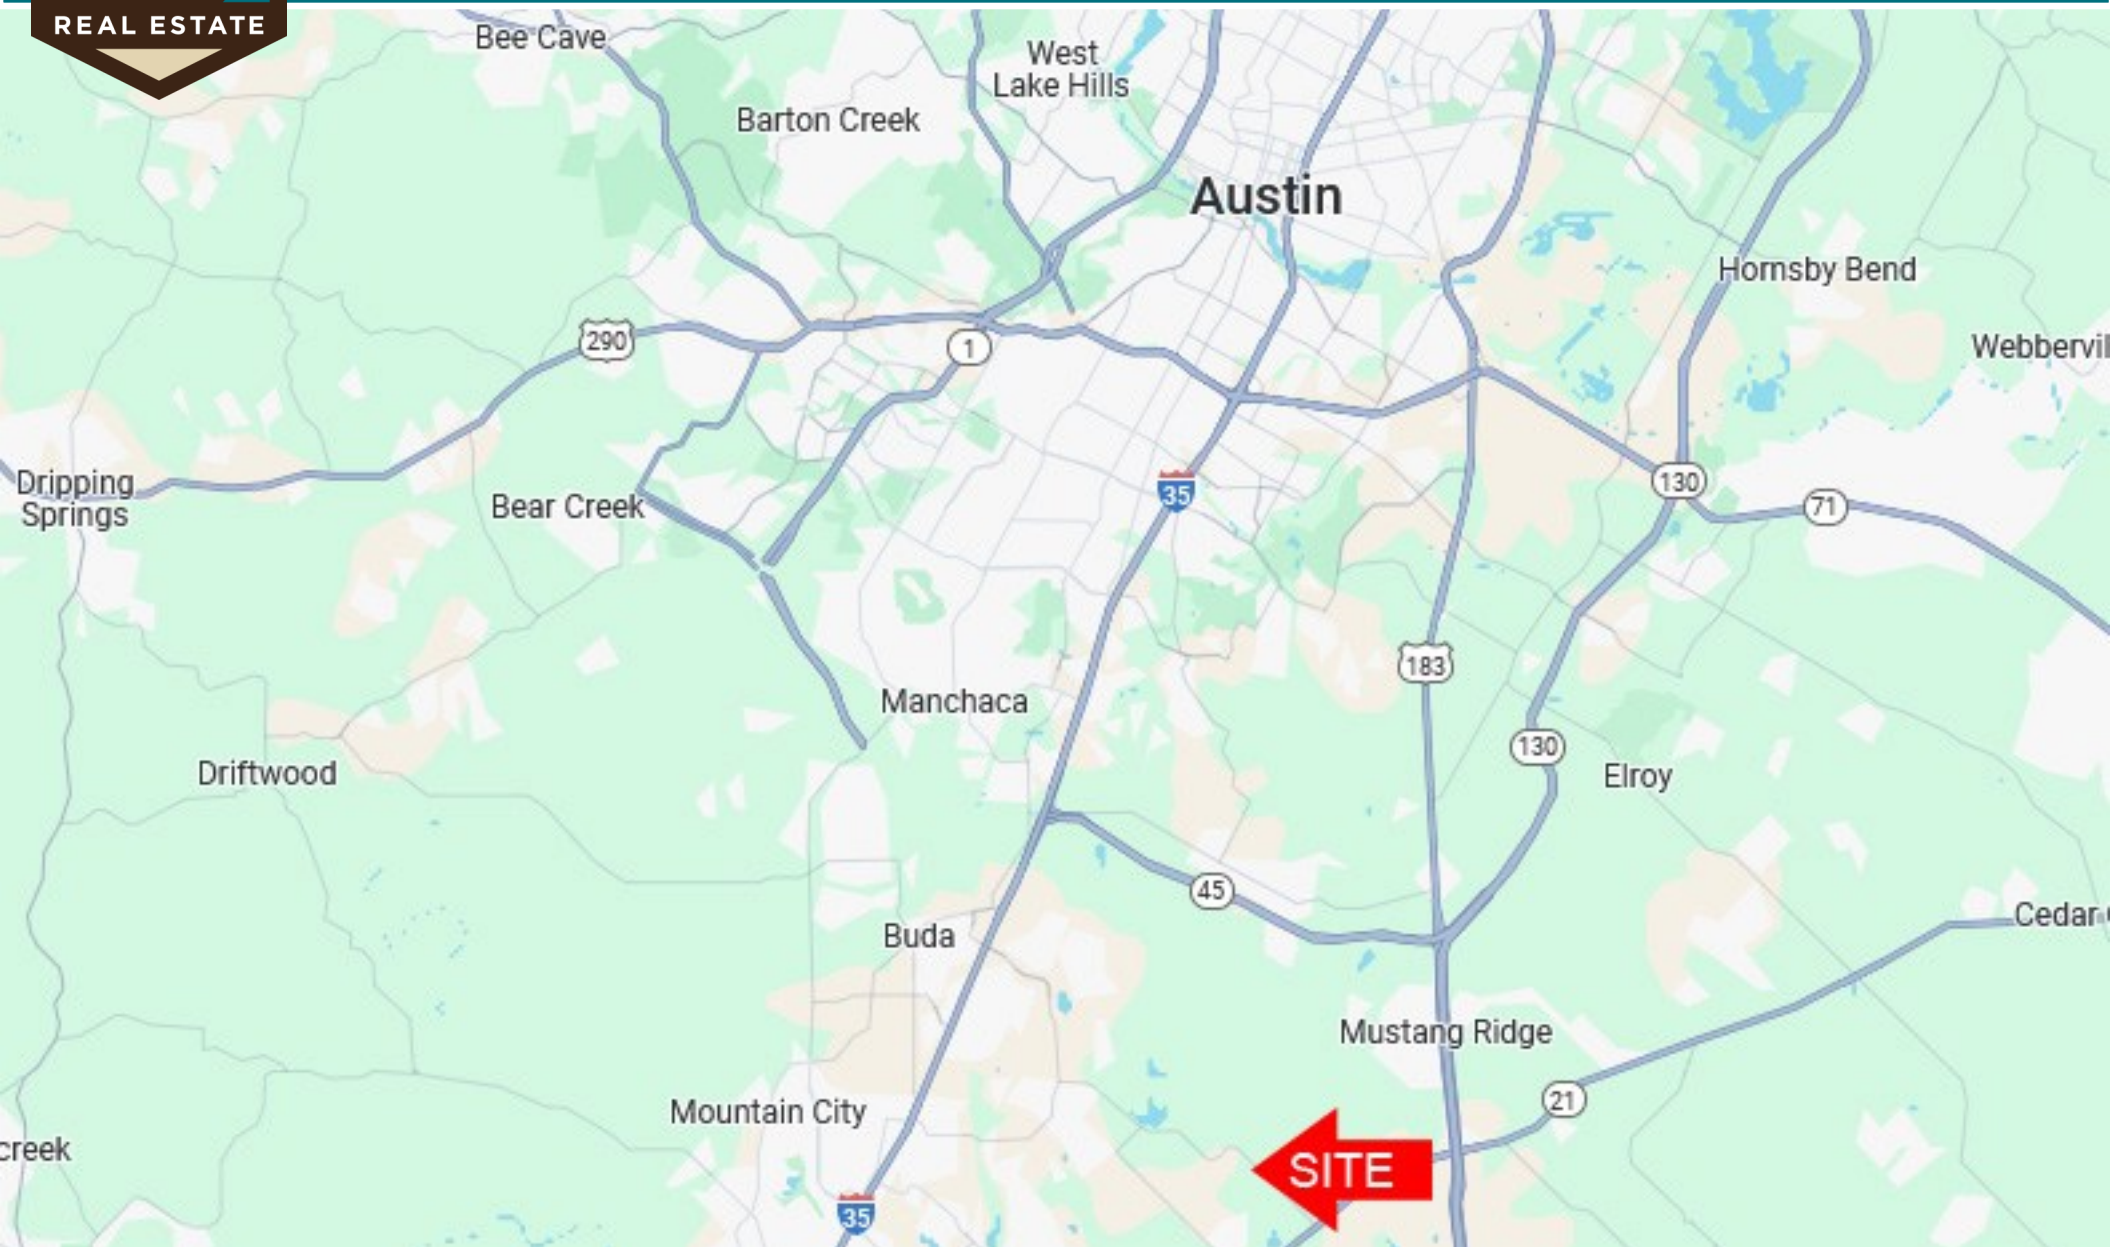 REAL ESTATE
Bee Cave
West
Lake Hills
Barton Creek
Austin
Hornsby Bend
290
1
Webbervil
Dripping
Springs
Bear Creek
35
130
71
183
Manchaca
130
Driftwood
Elroy
45
Buda
Cedar
Mustang Ridge
21
Mountain City
creek
SITE
35